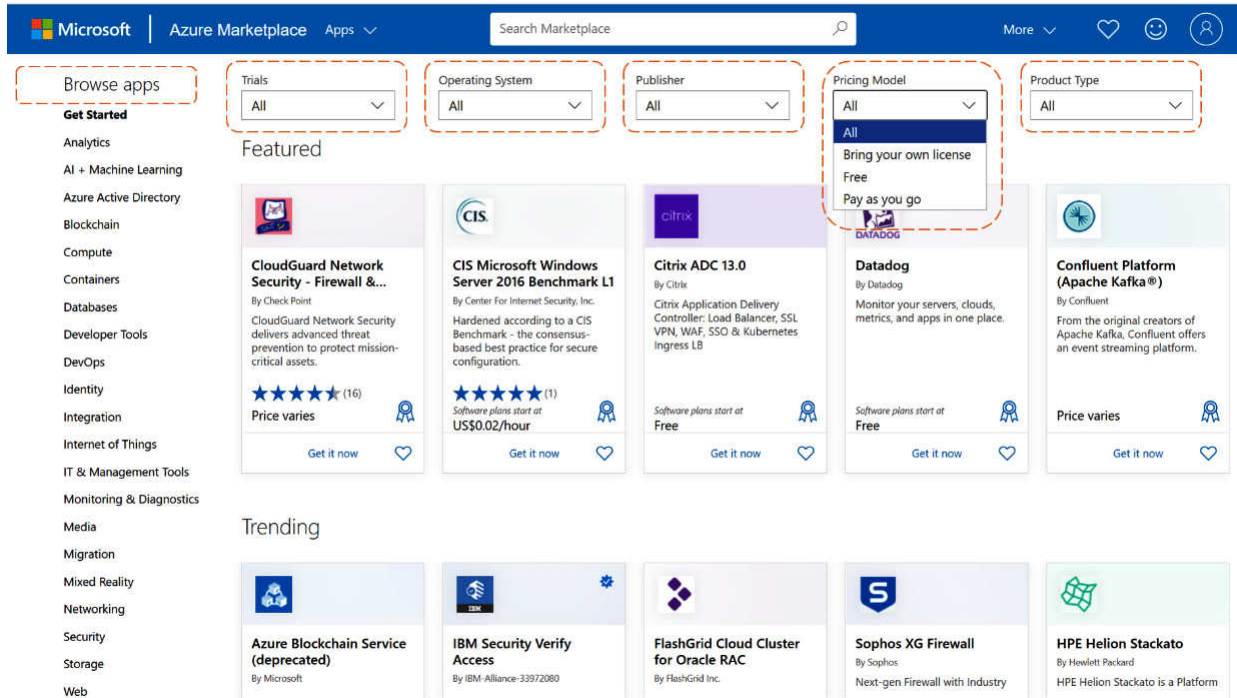 Microsoft
Azure Marketplace
Apps
Search Marketplace
More
Browse apps
Get Started
Analytics
AI + Machine Learning
Azure Active Directory
Blockchain
Compute
Containers
Databases
Developer Tools
DevOps
Identity
Integration
Internet of Things
IT & Management Tools
Monitoring & Diagnostics
Media
Migration
Mixed Reality
Networking
Security
Storage
Web
Trials
All
Operating System
All
Publisher
All
Pricing Model
All
All
Bring your own license
Free
Pay as you go
Product Type
All
Featured
CloudGuard Network
Security - Firewall &...
By Check Point
CloudGuard Network Security
delivers advanced threat
prevention to protect mission-
critical assets.
(16)
Price varies
Get it now
CIS.
CIS Microsoft Windows
Server 2016 Benchmark L1
By Center For Internet Security, Inc.
Hardened according to a CIS
Benchmark - the consensus-
based best practice for secure
configuration.
(1)
Software plans start at
US$0.02/hour
Get it now
citrix
Citrix ADC 13.0
By Citrix
Citrix Application Delivery
Controller: Load Balancer, SSL
VPN, WAF, SSO & Kubernetes
Ingress LB
Software plans start at
Free
Get it now
DATADOG
Datadog
By Datadog
Monitor your servers, clouds,
metrics, and apps in one place.
Software plans start at
Free
Get it now
Confluent Platform
(Apache Kafka®)
By Confluent
From the original creators of
Apache Kafka, Confluent offers
an event streaming platform.
Price varies
Get it now
Trending
Azure Blockchain Service
(deprecated)
By Microsoft
IBM
IBM Security Verify
Access
By IBM-Alliance-33972080
FlashGrid Cloud Cluster
for Oracle RAC
By FlashGrid Inc.
S
Sophos XG Firewall
By Sophos
Next-gen Firewall with Industry
HPE Helion Stackato
By Hewlett Packard
HPE Helion Stackato is a Platform